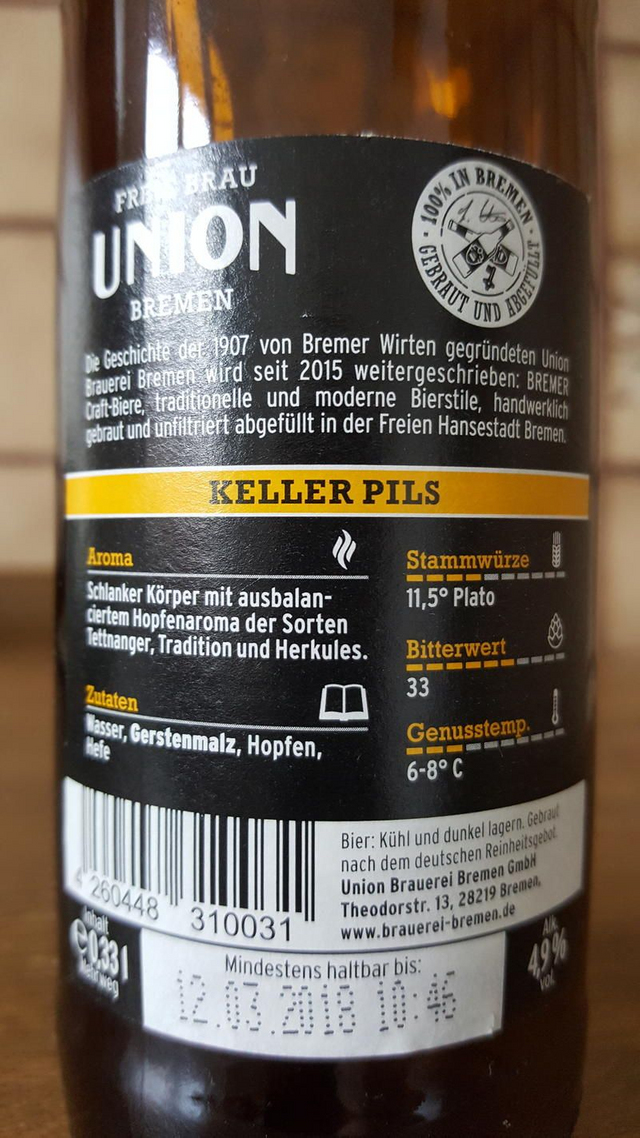 BRAU
UNION
BREMEN
100% IN BREMEN
GEBRAUT UND ABGEFÜLLT
Die Geschichte der 1907 von Bremer Wirten gegründeten Union
Brauerei Bremen wird seit 2015 weitergeschrieben: BREMER
Craft-Biere, traditionelle und moderne Bierstile, handwerklich
gebraut und unfiltriert abgefüllt in der Freien Hansestadt Bremen.
KELLER PILS
Aroma
Schlanker Körper mit ausbalan-
ciertem Hopfenaroma der Sorten
Tettnanger, Tradition und Herkules.
Zutaten
Wasser, Gerstenmalz, Hopfen,
Hefe
Stammwürze
11,5° Plato
Bitterwert
33
Genusstemp.
6-8° C
4 260448 310031
Bier: Kühl und dunkel lagern. Gebraut
nach dem deutschen Reinheitsgebot.
Union Brauerei Bremen GmbH
Theodorstr. 13, 28219 Bremen,
www.brauerei-bremen.de
Inhalt
e 0,33 l
Mehrweg
Alk.
4,9 %
vol.
Mindestens haltbar bis:
12.03.2018 10:46